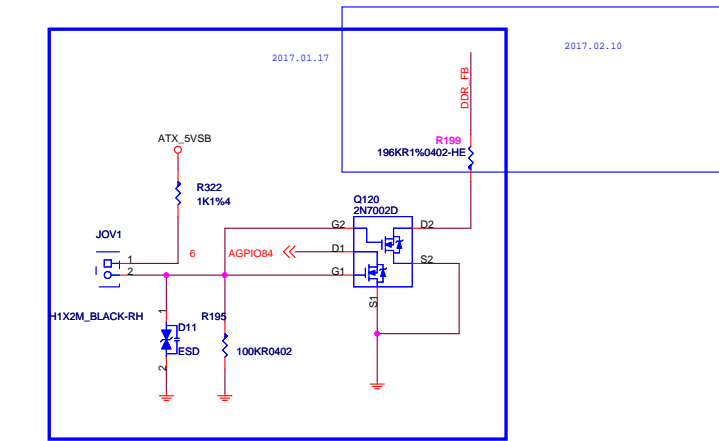 2017.01.17
2017.02.10
DDR_FB
ATX_5VSB
R199
196KR1%0402-HE
R322
1K1%4
Q120
2N7002D
JOV1
G2
D2
1
6
AGPIO84
D1
S2
2
G1
S1
H1X2M_BLACK-RH
1
D11
R195
ESD
100KR0402
2